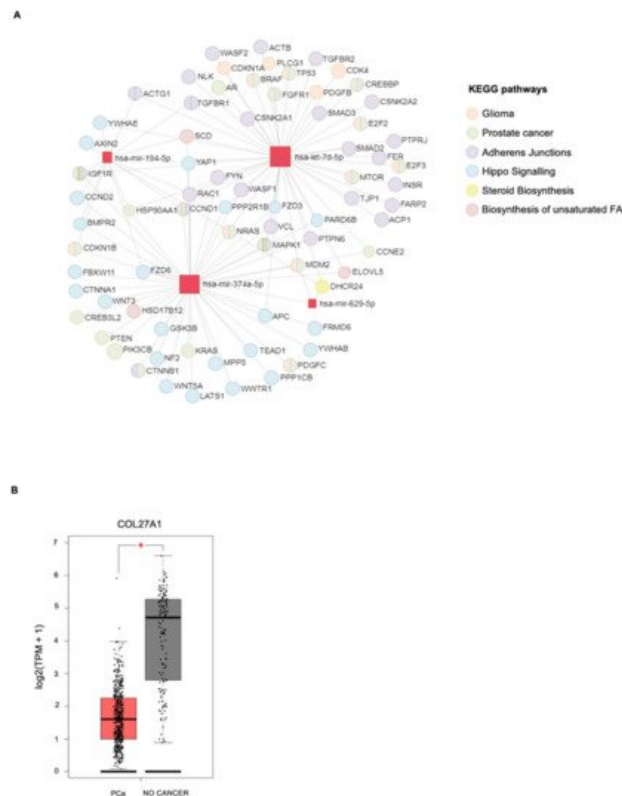 A
ACTB
WASF2
TGFBR2
CDKN1A
PLCG1
TP53
CDK4
NLK
BRAF
AR
FGFR1
CREBBP
PDGFB
ACTG1
TGFBR1
CSNK2A2
SMAD3
CSNK2A1
E2F2
YWHAE
SCD
SMAD2
PTPRJ
AXIN2
hsa-mir-194-5p
YAP1
hsa-let-7d-5p
FER
E2F3
FYN
MTOR
INSR
IGF1R
RAC1
WASF1
TJP1
FARP2
CCND2
HSP90AA1
CCND1
PPP2R1B
FZD3
ACP1
BMPR2
VCL
PARD6B
NRAS
PTPN6
CDKN1B
MAPK1
CCNE2
FBXW11
FZD6
MDM2
ELOVL5
CTNNA1
hsa-mir-374a-5p
DHCR24
WNT3
HSD17B12
hsa-mir-629-5p
CREB3L2
GSK3B
APC
FRMD6
PTEN
PIK3CB
KRAS
TEAD1
YWHAB
NF2
MPP5
CTNNB1
PDGFC
WNT5A
WWTR1
PPP1CB
LATS1
KEGG pathways
Glioma
Prostate cancer
Adherens Junctions
Hippo Signalling
Steroid Biosynthesis
Biosynthesis of unsaturated FA
B
COL27A1
*
log2(TPM + 1)
7
6
5
4
3
2
1
0
PCa NO CANCER